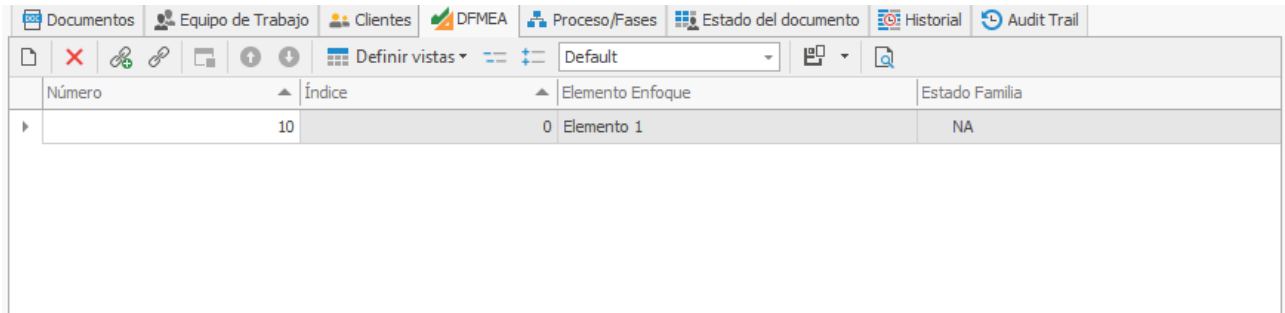 DOC Documentos Equipo de Trabajo Clientes DFMEA Proceso/Fases Estado del documento Historial Audit Trail
Definir vistas Default
Número Índice Elemento Enfoque Estado Familia
10 0 Elemento 1 NA